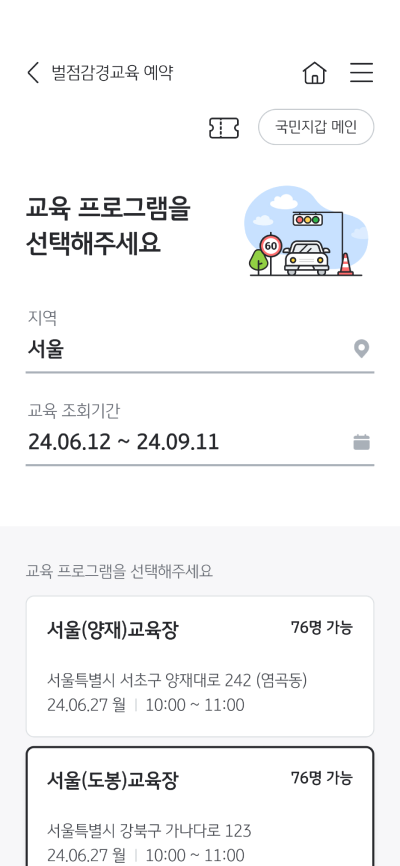 벌점감경교육 예약
국민지갑 메인
교육 프로그램을
선택해주세요
60
지역
서울
교육 조회기간
24.06.12 ~ 24.09.11
교육 프로그램을 선택해주세요
서울(양재)교육장 76명 가능
서울특별시 서초구 양재대로 242 (염곡동)
24.06.27 월 | 10:00 ~ 11:00
서울(도봉)교육장 76명 가능
서울특별시 강북구 가나다로 123
24.06.27 월 | 10:00 ~ 11:00